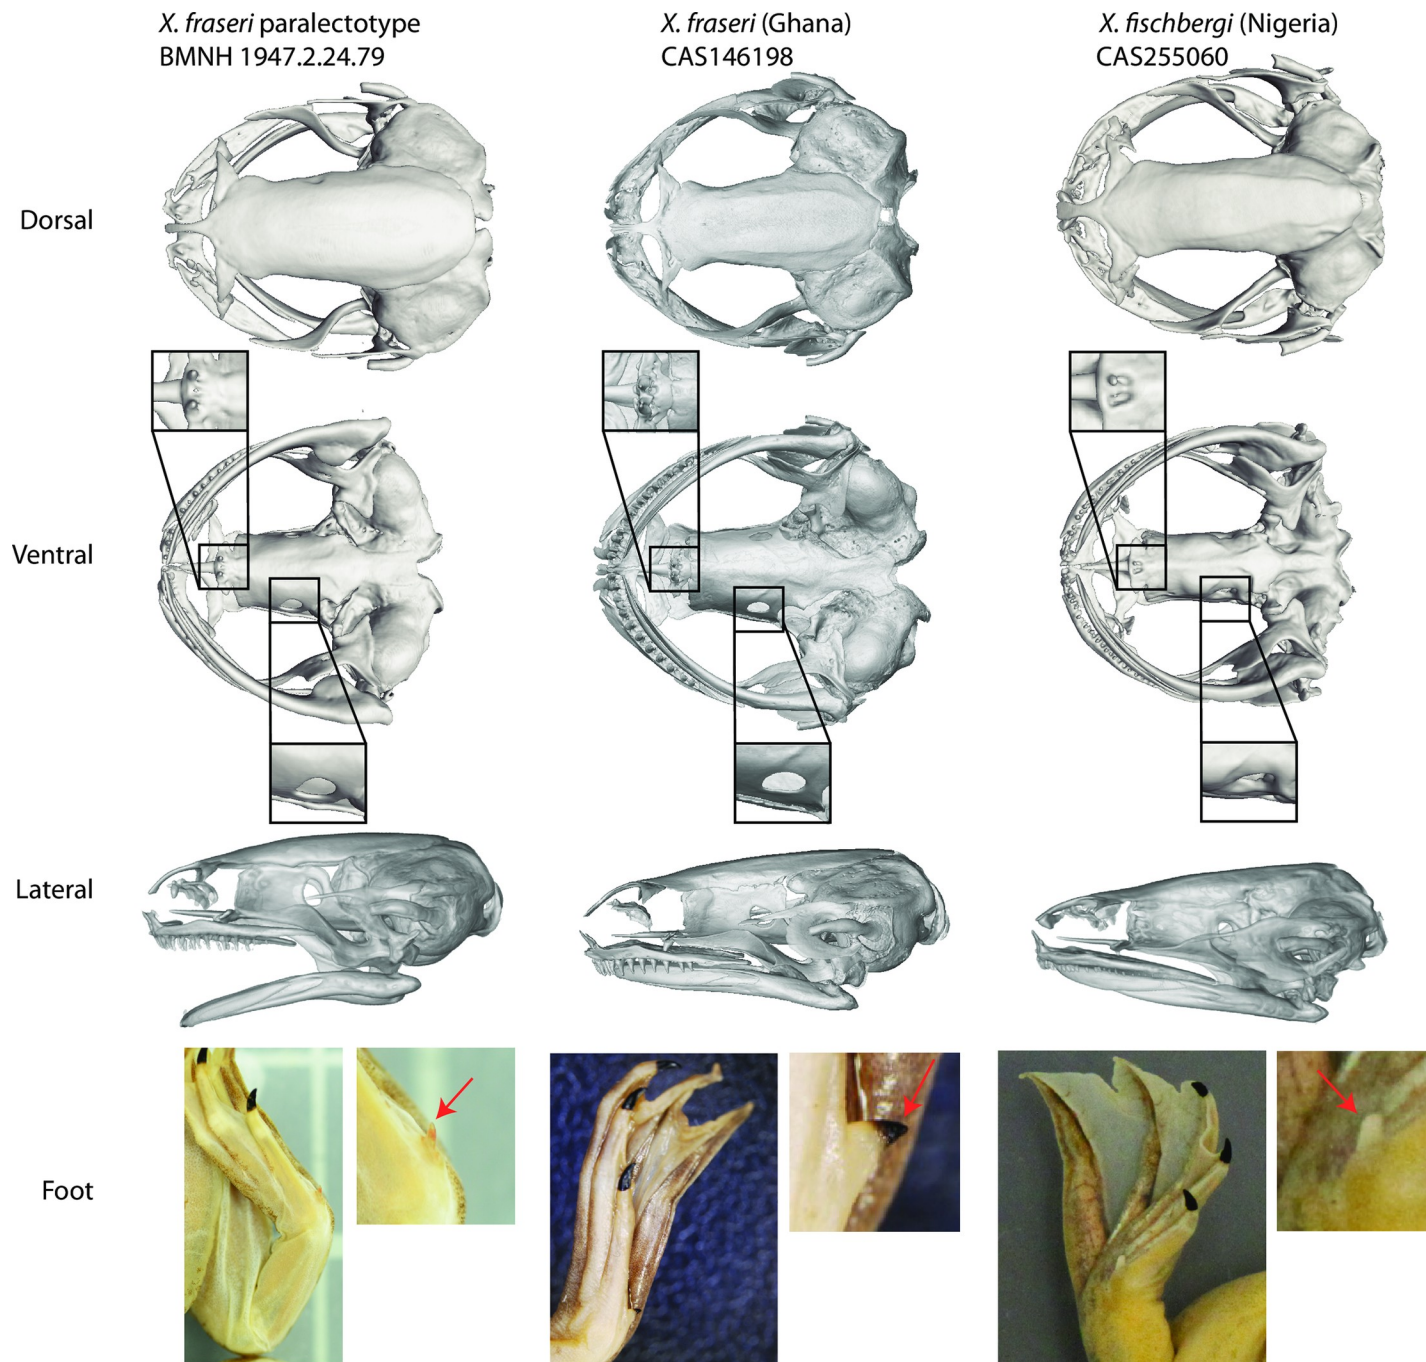 X. fraseri paralectotype
BMNH 1947.2.24.79
X. fraseri (Ghana)
CAS146198
X. fischbergi (Nigeria)
CAS255060
Dorsal
Ventral
Lateral
Foot